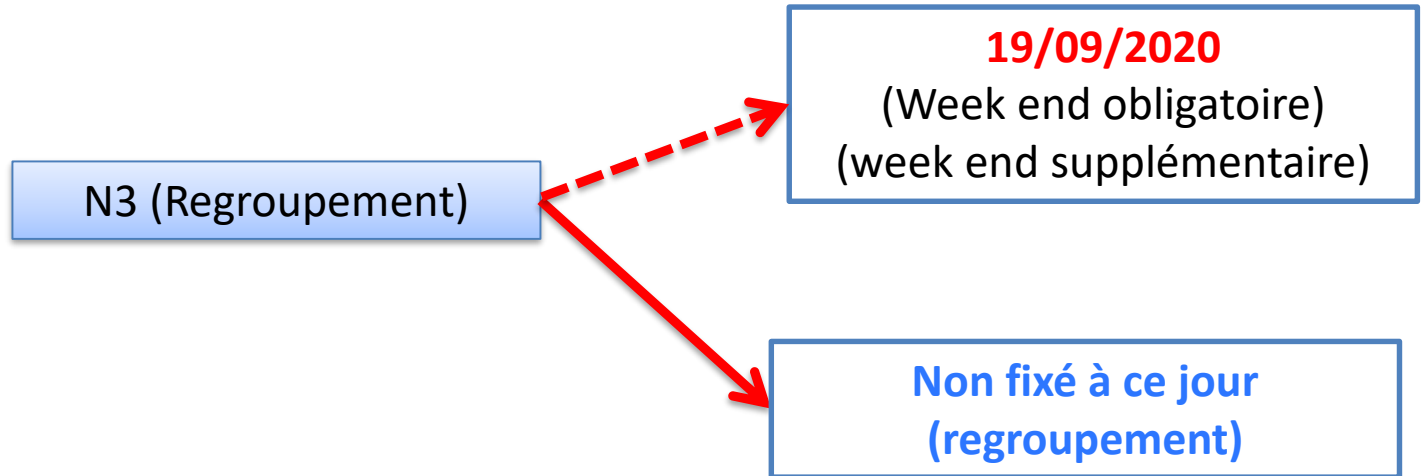 19/09/2020
(Week end obligatoire)
(week end supplémentaire)
N3 (Regroupement)
Non fixé à ce jour
(regroupement)